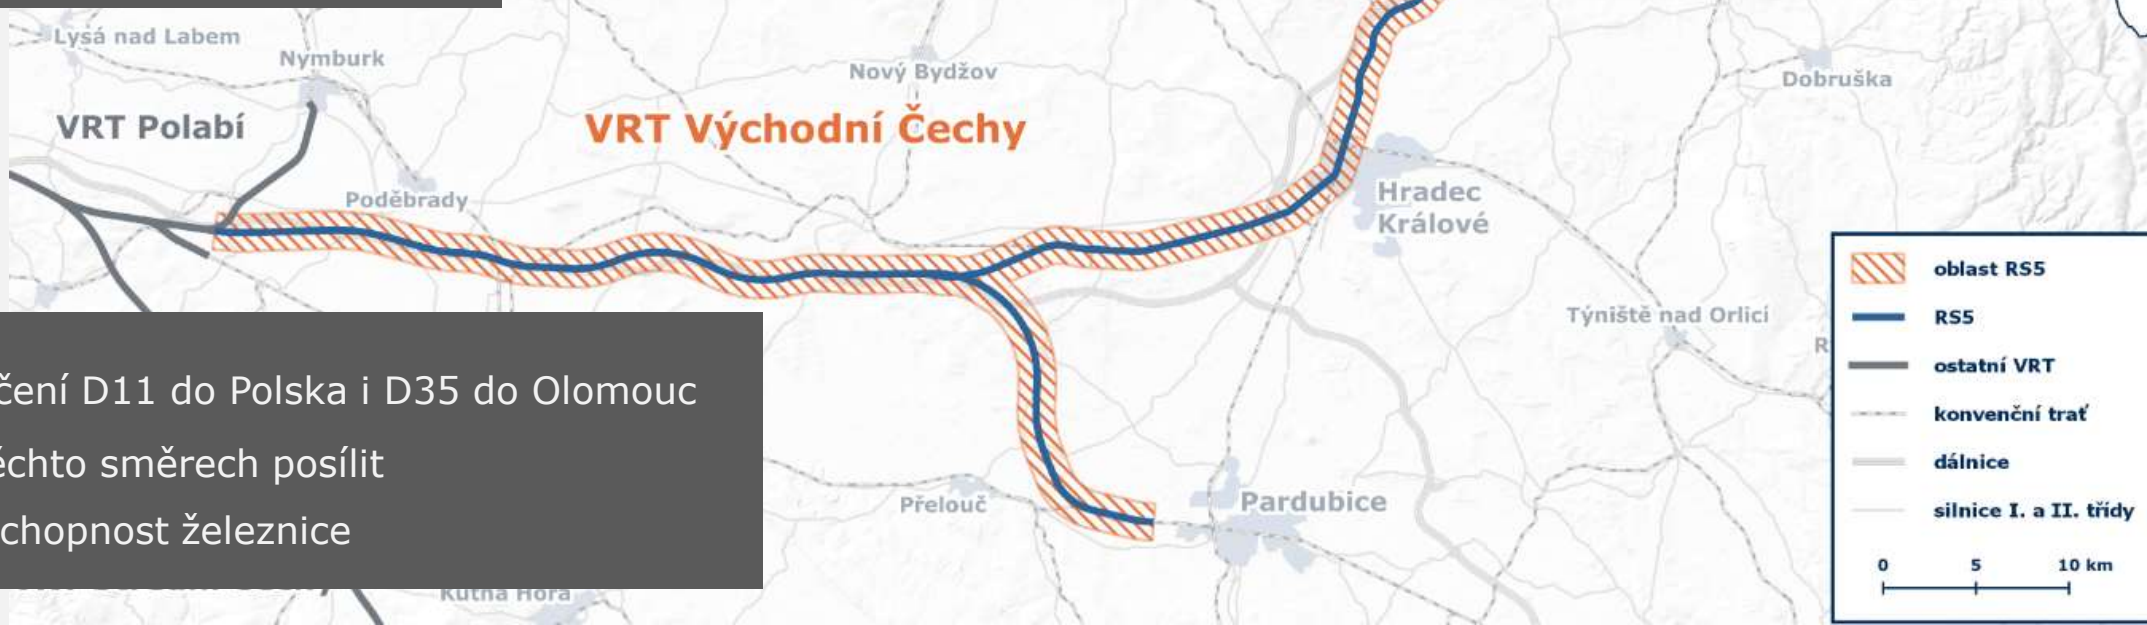 Lysá nad Labem
Nymburk
Nový Bydžov
Dobruška
VRT Polabí
VRT Východní Čechy
Poděbrady
Hradec
Králové
Týniště nad Orlicí
R
čení D11 do Polska i D35 do Olomouc
ěchto směrech posílit
chopnost železnice
Přelouč
Pardubice
Kutná Hora
oblast RS5
RS5
ostatní VRT
konvenční trať
dálnice
silnice I. a II. třídy
0 5 10 km